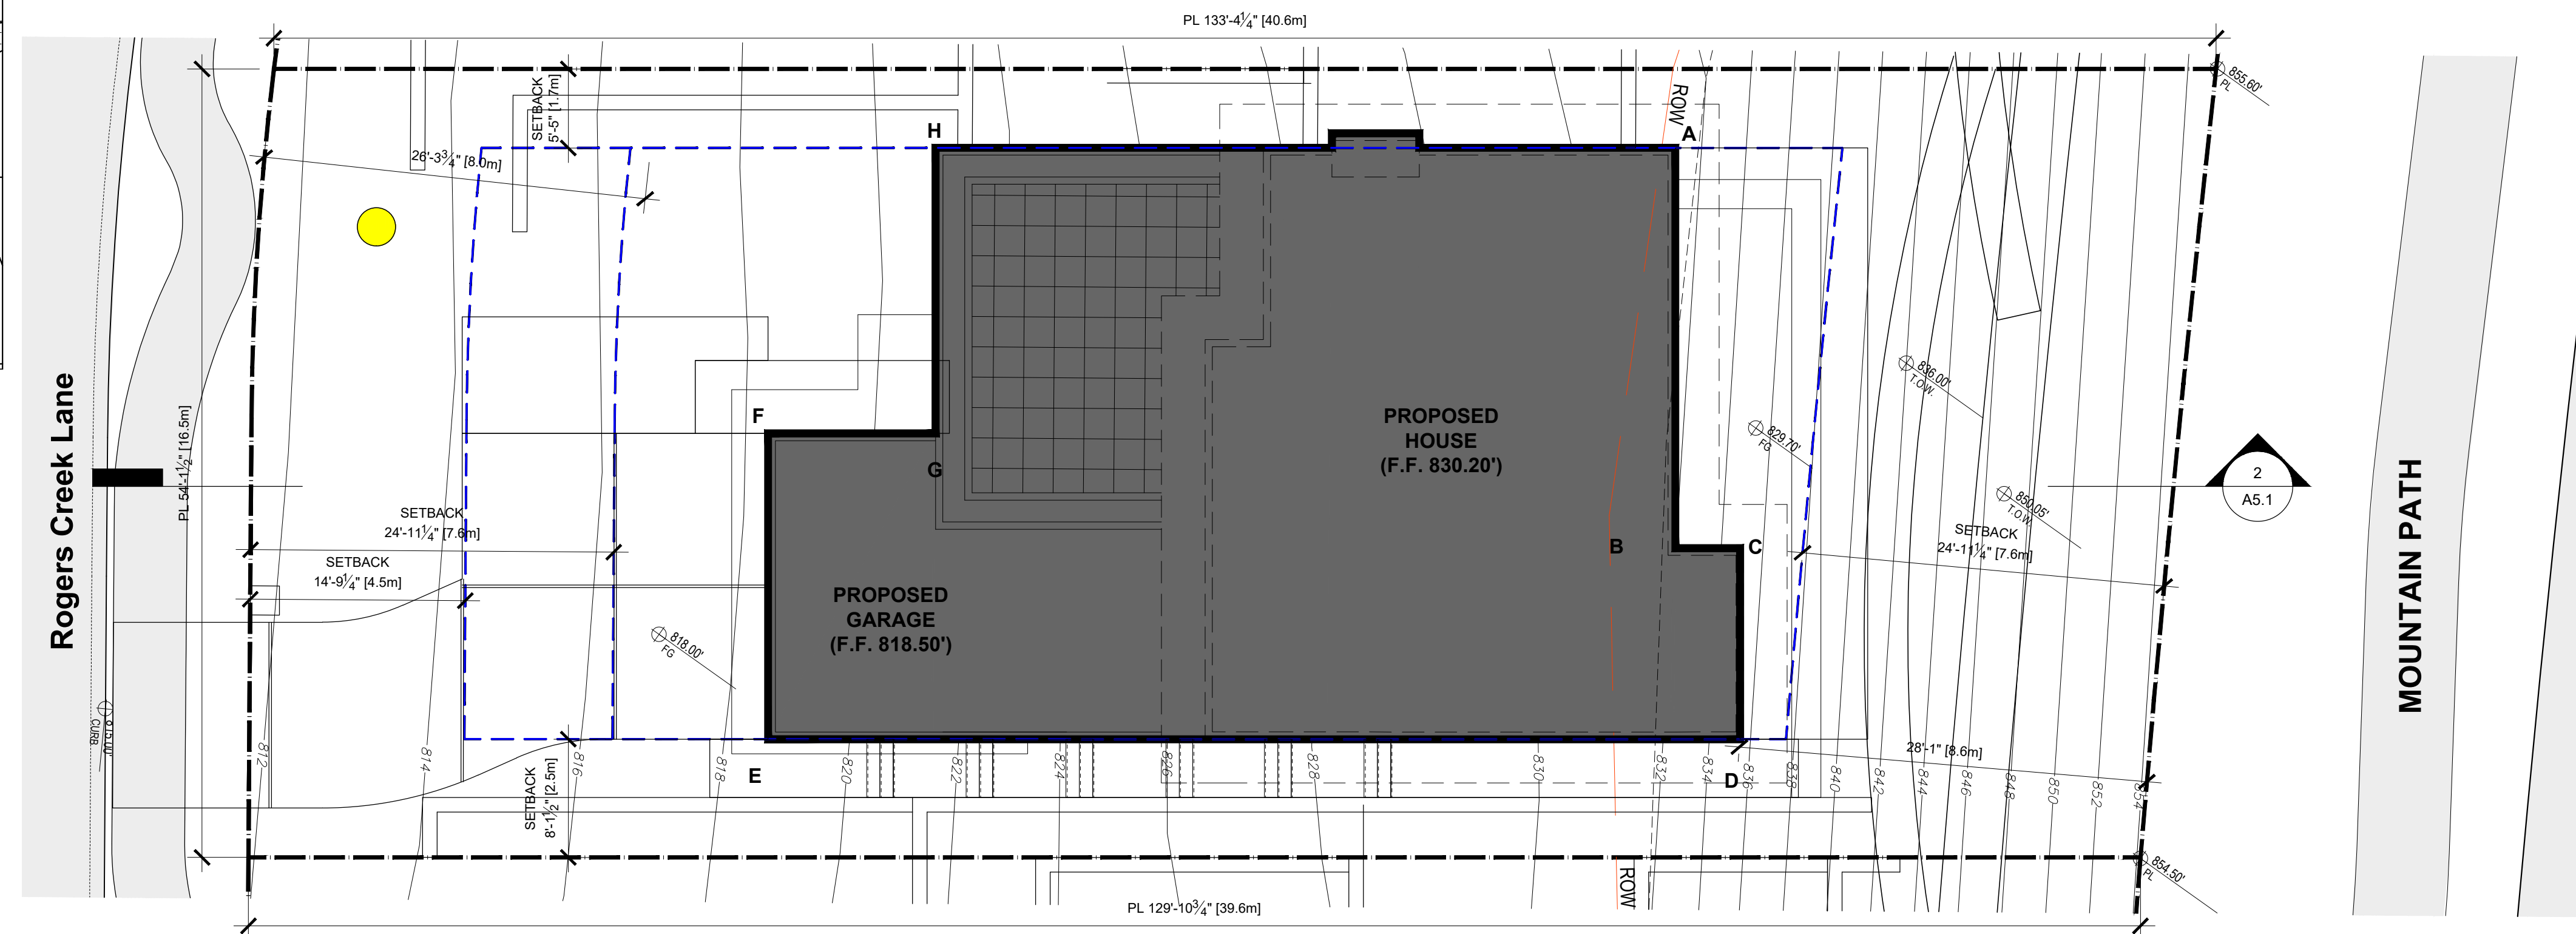 PL 133'-4¼" [40.6m]
855.60'
PL
SETBACK
5'-5" [1.7m]
ROW
H
A
26'-3¾" [8.0m]
Rogers Creek Lane
PL 54'-1½" [16.5m]
F
G
PROPOSED
HOUSE
(F.F. 830.20')
836.00'
T.O.W.
829.70'
FG
850.05'
T.O.W.
2
A5.1
MOUNTAIN PATH
SETBACK
24'-11¼" [7.6m]
SETBACK
14'-9¼" [4.5m]
B
C
SETBACK
24'-11¼" [7.6m]
PROPOSED
GARAGE
(F.F. 818.50')
818.00'
FG
CURB
28'-1" [8.6m]
E
D
812
814
816
818
820
822
824
826
828
830
832
834
836
838
840
842
844
846
848
850
852
854
SETBACK
8'-1½" [2.5m]
854.50'
PL
ROW
PL 129'-10¾" [39.6m]